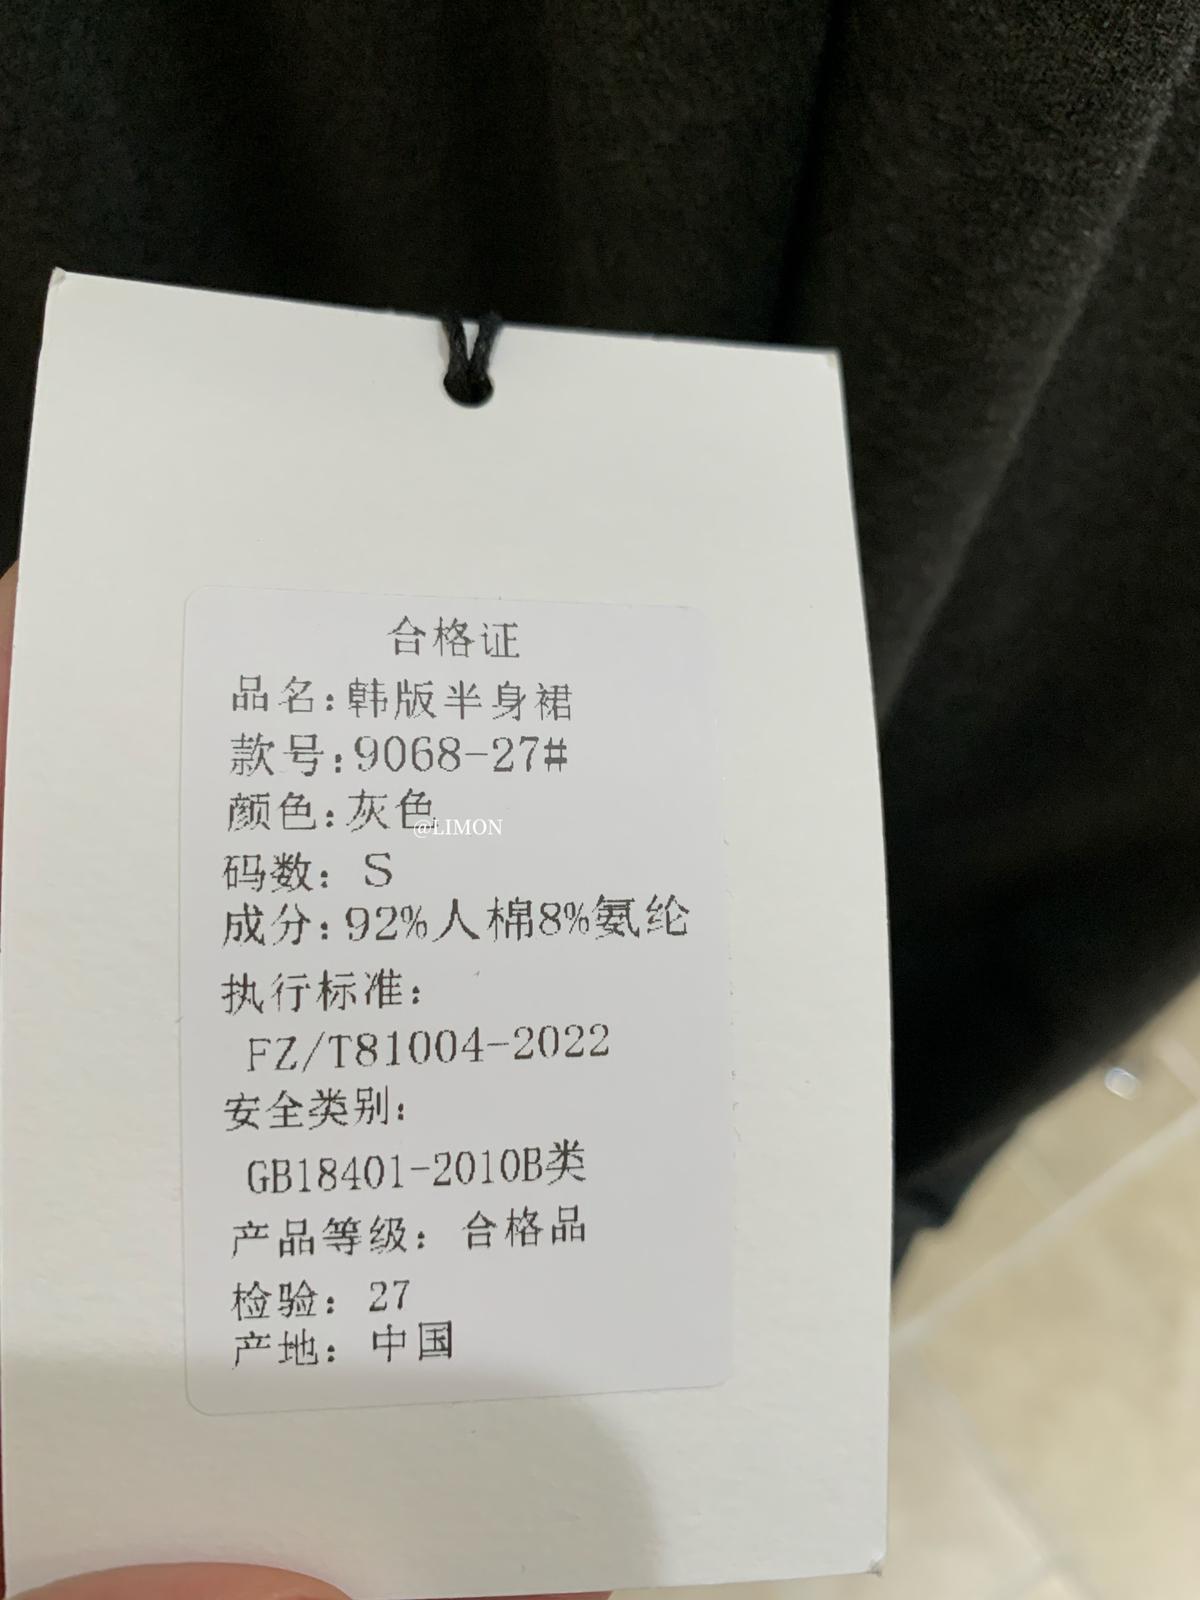 合格证
品名:韩版半身裙
款号:9068-27#
颜色:灰色
@LIMON
码数: S
成分:92%人棉8%氨纶
执行标准:
FZ/T81004-2022
安全类别:
GB18401-2010B类
产品等级: 合格品
检验: 27
产地: 中国